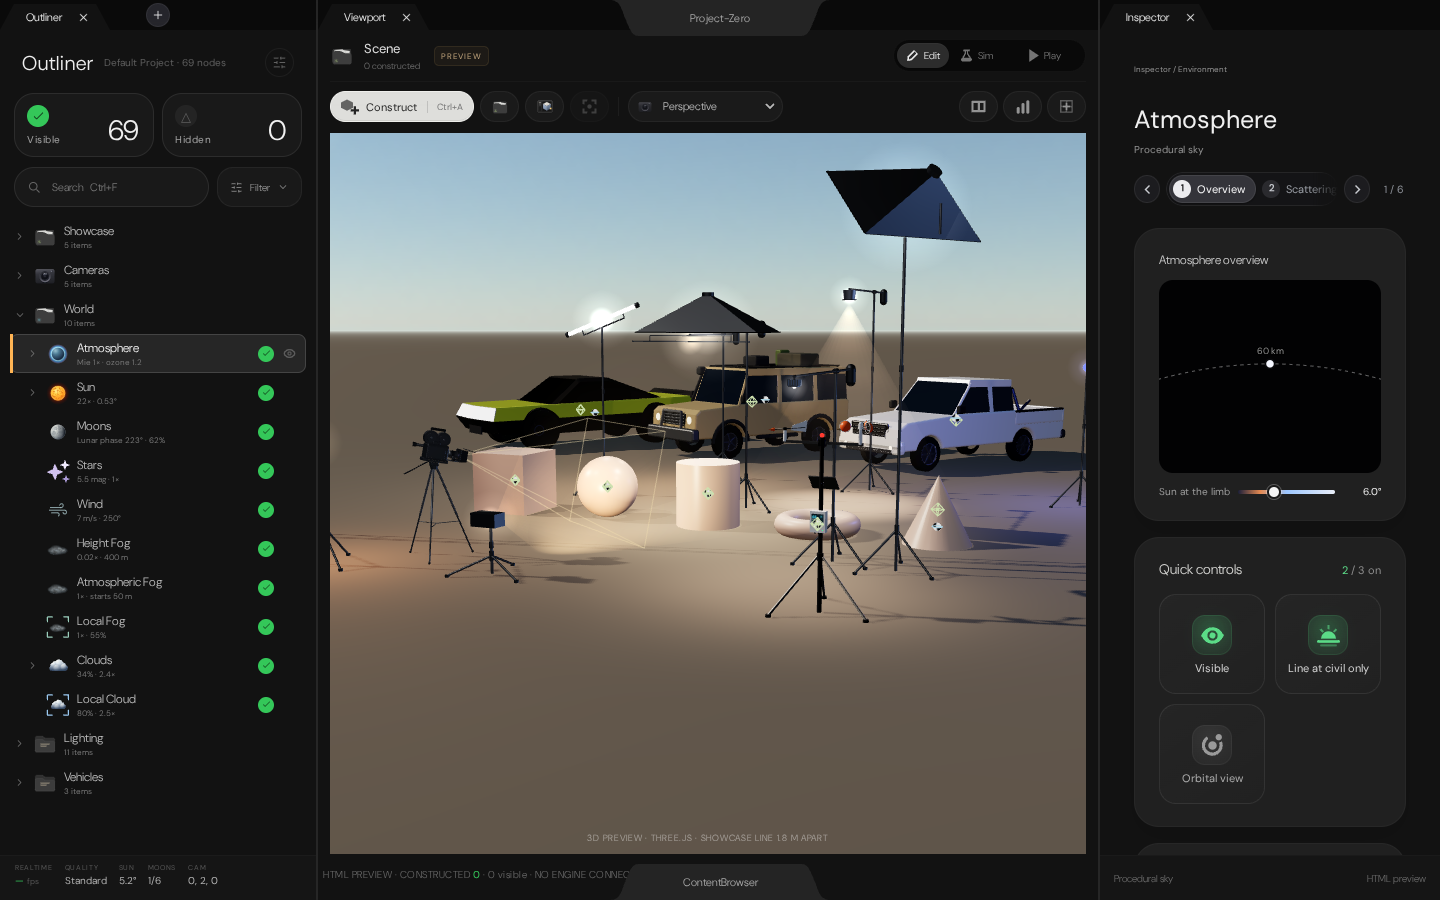 Outliner
Viewport
Project-Zero
Inspector
Outliner
Default Project · 69 nodes
Visible
69
Hidden
0
Search Ctrl+F
Filter
Showcase
5 items
Cameras
5 items
World
10 items
Atmosphere
Mie 1× · ozone 1.2
Sun
22× · 0.53°
Moons
Lunar phase 223° · 62%
Stars
5.5 mag · 1×
Wind
7 m/s · 250°
Height Fog
0.02× · 400 m
Atmospheric Fog
1× · starts 50 m
Local Fog
1× · 55%
Clouds
34% · 2.4×
Local Cloud
80% · 2.5×
Lighting
11 items
Vehicles
3 items
REALTIME QUALITY SUN MOONS CAM
— fps Standard 5.2° 1/6 0, 2, 0
Scene
0 constructed
PREVIEW
Edit
Sim
Play
Construct
Ctrl+A
Perspective
3D PREVIEW · THREE.JS · SHOWCASE LINE 1.8 M APART
HTML PREVIEW · CONSTRUCTED 0 · 0 visible · NO ENGINE CONNEC
ContentBrowser
Inspector / Environment
Atmosphere
Procedural sky
1 Overview
2 Scattering
1 / 6
Atmosphere overview
60 km
Sun at the limb
6.0°
Quick controls
2 / 3 on
Visible
Line at civil only
Orbital view
Procedural sky
HTML preview